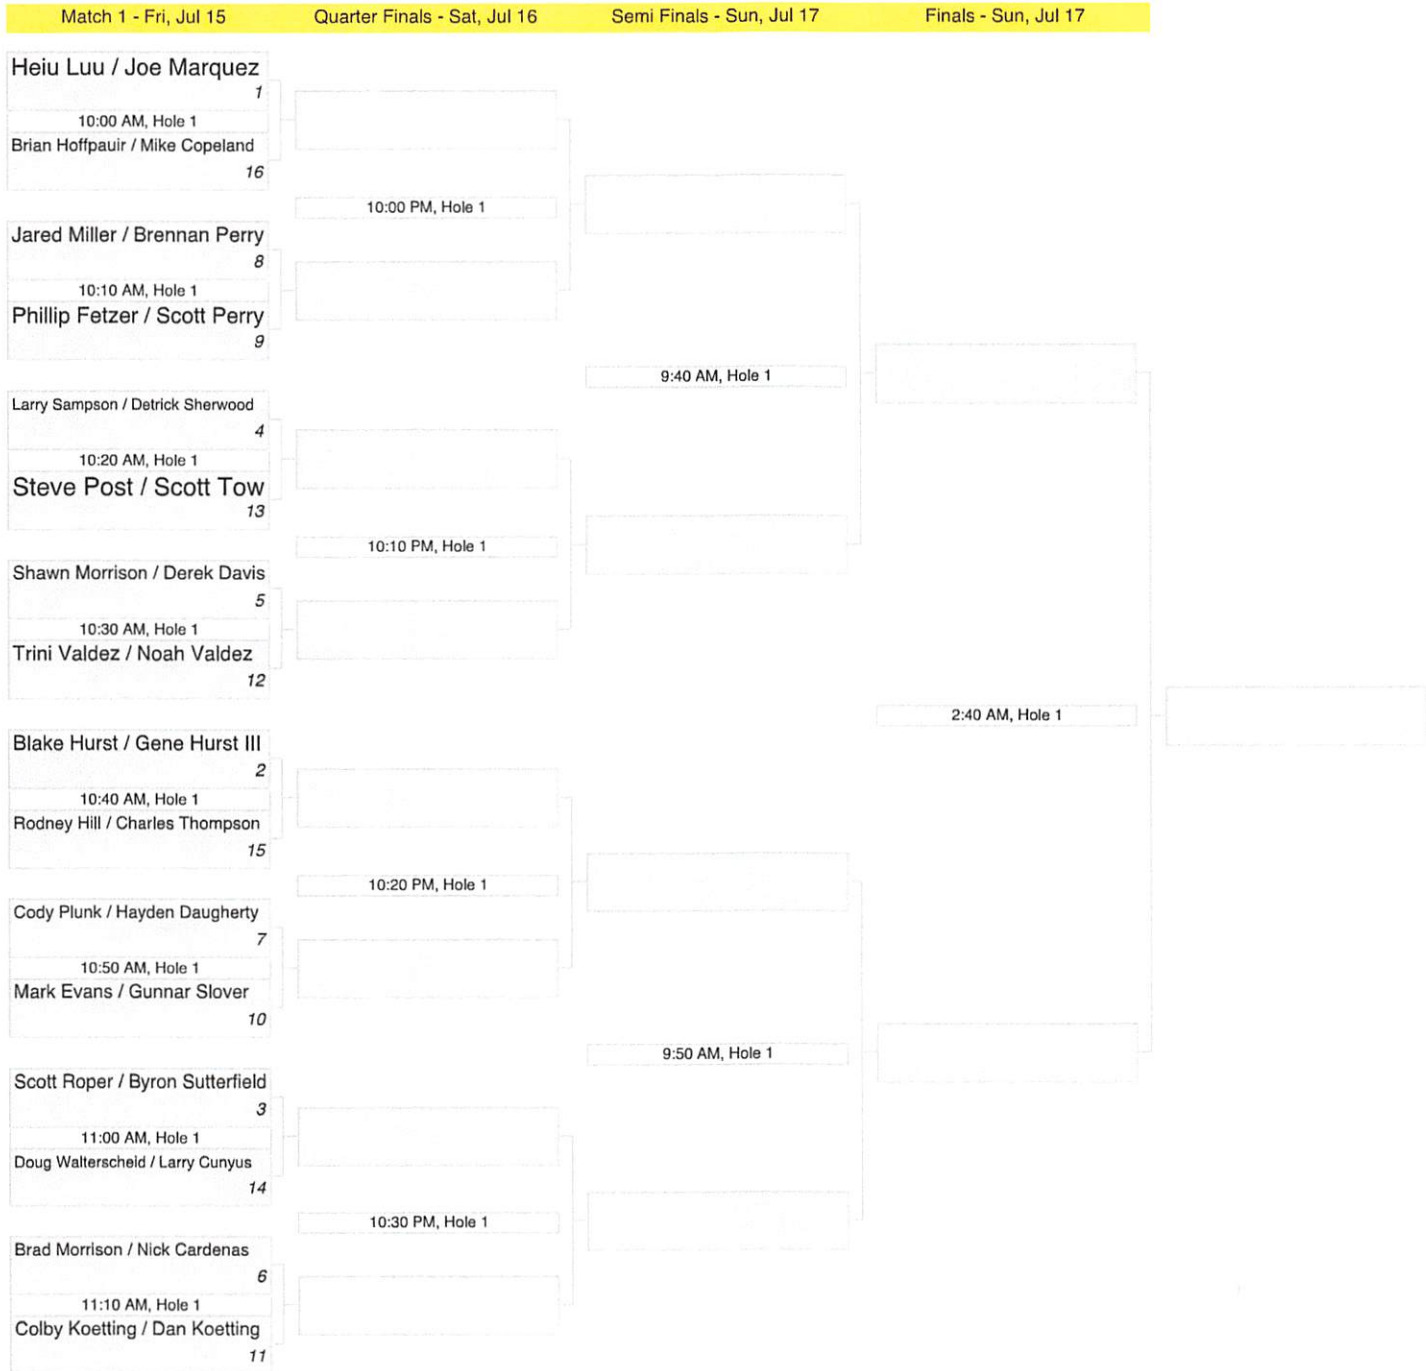 Match 1 - Fri, Jul 15
Quarter Finals - Sat, Jul 16
Semi Finals - Sun, Jul 17
Finals - Sun, Jul 17
Heiu Luu / Joe Marquez
1
10:00 AM, Hole 1
Brian Hoffpauir / Mike Copeland
16
Jared Miller / Brennan Perry
8
10:10 AM, Hole 1
Phillip Fetzer / Scott Perry
9
Larry Sampson / Detrick Sherwood
4
10:20 AM, Hole 1
Steve Post / Scott Tow
13
Shawn Morrison / Derek Davis
5
10:30 AM, Hole 1
Trini Valdez / Noah Valdez
12
Blake Hurst / Gene Hurst III
2
10:40 AM, Hole 1
Rodney Hill / Charles Thompson
15
Cody Plunk / Hayden Daugherty
7
10:50 AM, Hole 1
Mark Evans / Gunnar Slover
10
Scott Roper / Byron Sutterfield
3
11:00 AM, Hole 1
Doug Walterscheid / Larry Cunyus
14
Brad Morrison / Nick Cardenas
6
11:10 AM, Hole 1
Colby Koetting / Dan Koetting
11
10:00 PM, Hole 1
10:10 PM, Hole 1
10:20 PM, Hole 1
10:30 PM, Hole 1
9:40 AM, Hole 1
9:50 AM, Hole 1
2:40 AM, Hole 1